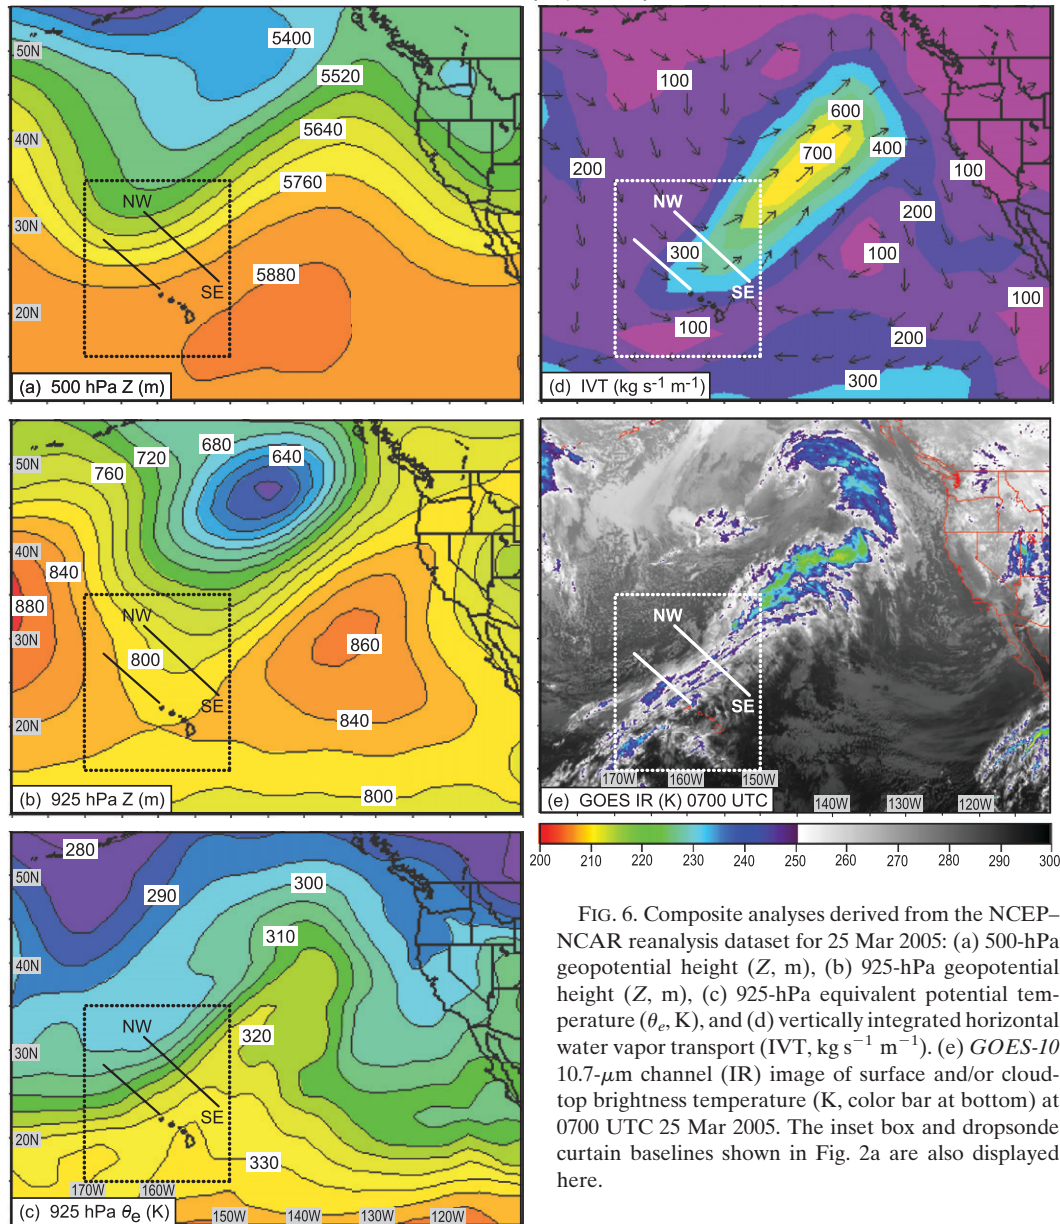 5400
50N
5520
5640
40N
5760
30N
NW
5880
SE
20N
(a) 500 hPa Z (m)
100
600
700
400
200
100
NW
200
300
100
SE
100
100
200
300
(d) IVT (kg s⁻¹ m⁻¹)
680
720
640
50N
760
40N
840
880
NW
30N
860
800
SE
840
20N
800
(b) 925 hPa Z (m)
NW
SE
170W 160W 150W
140W 130W 120W
(e) GOES IR (K) 0700 UTC
200 210 220 230 240 250 260 270 280 290 300
280
50N
290
300
310
40N
NW
320
30N
SE
20N
330
170W 160W
150W 140W 130W 120W
(c) 925 hPa θe (K)
FIG. 6. Composite analyses derived from the NCEP–
NCAR reanalysis dataset for 25 Mar 2005: (a) 500-hPa
geopotential height (Z, m), (b) 925-hPa geopotential
height (Z, m), (c) 925-hPa equivalent potential tem-
perature (θe, K), and (d) vertically integrated horizontal
water vapor transport (IVT, kg s⁻¹ m⁻¹). (e) GOES-10
10.7-μm channel (IR) image of surface and/or cloud-
top brightness temperature (K, color bar at bottom) at
0700 UTC 25 Mar 2005. The inset box and dropsonde
curtain baselines shown in Fig. 2a are also displayed
here.